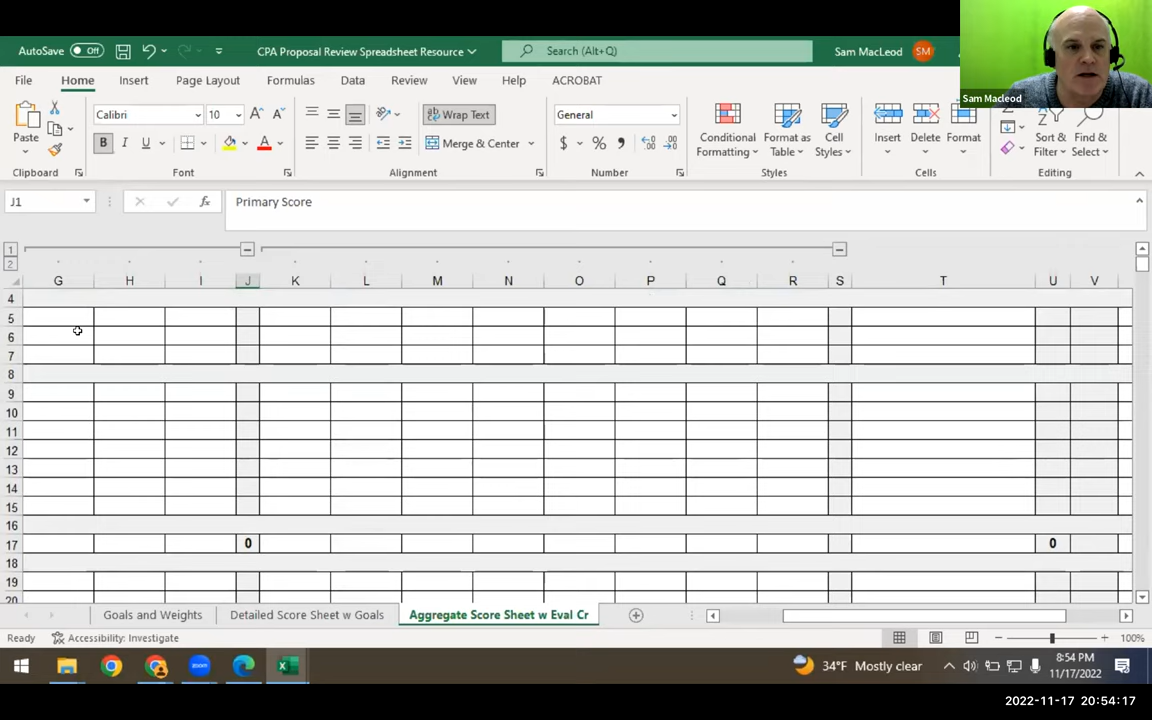 AutoSave Off CPA Proposal Review Spreadsheet Resource Search (Alt+Q) Sam MacLeod SM
Sam Macleod
File Home Insert Page Layout Formulas Data Review View Help ACROBAT
Paste Calibri 10 Wrap Text General Conditional Formatting Format as Table Cell Styles Insert Delete Format Sort & Filter Find & Select
B I U Merge & Center $ %
Clipboard Font Alignment Number Styles Cells Editing
J1 fx Primary Score
1
2
G H I J K L M N O P Q R S T U V
4
5
6
7
8
9
10
11
12
13
14
15
16
17 0 0
18
19
20
Goals and Weights Detailed Score Sheet w Goals Aggregate Score Sheet w Eval Cr
Ready Accessibility: Investigate 100%
34°F Mostly clear 8:54 PM
11/17/2022
2022-11-17 20:54:17